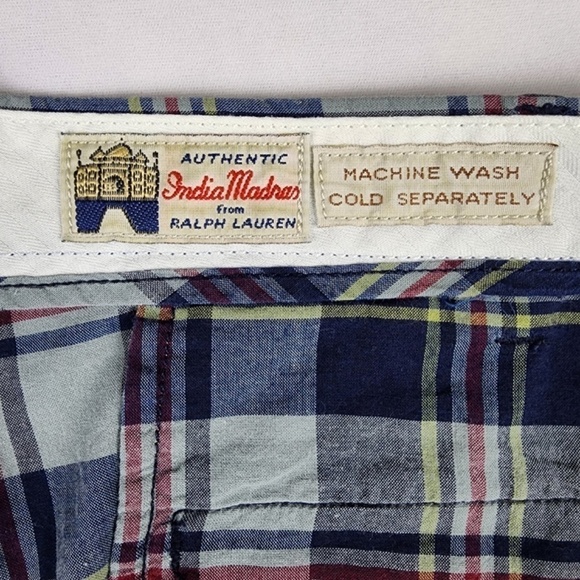 AUTHENTIC
India Madras
from
RALPH LAUREN
MACHINE WASH
COLD SEPARATELY